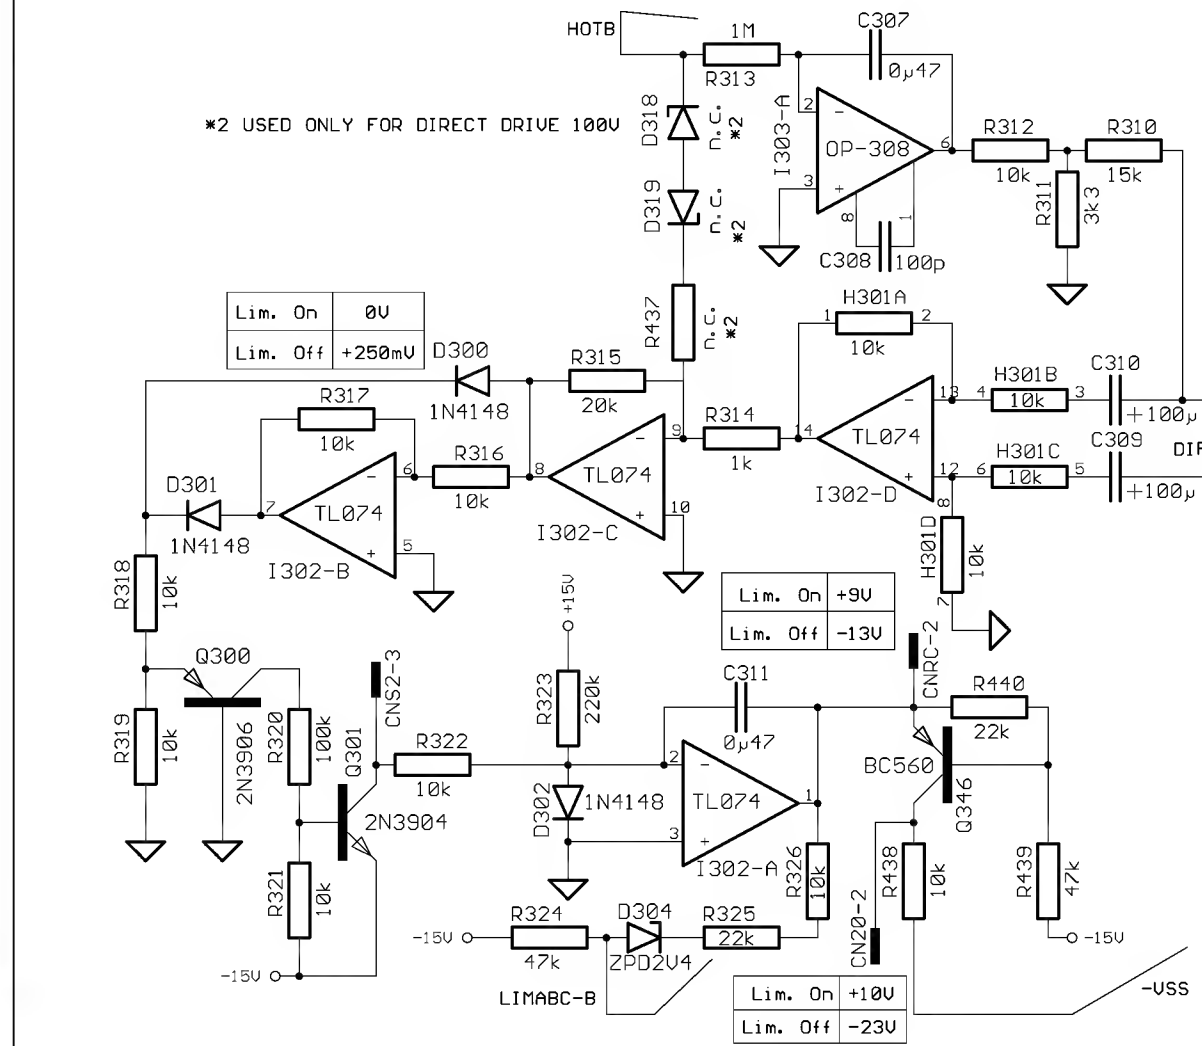 HOTB
1M
R313
C307
0µ47
*2 USED ONLY FOR DIRECT DRIVE 100V
D318
n.c.
*2
I303-A
2
-
OP-308
6
3
+
8
1
C308
100p
R312
10k
R310
15k
R311
3k3
D319
n.c.
*2
R437
n.c.
*2
H301A
1
2
10k
Lim. On 0V
Lim. Off +250mV
D300
1N4148
R315
20k
R317
10k
R316
10k
R314
1k
9
-
TL074
8
+
10
I302-C
14
13
-
TL074
+
12
I302-D
H301B
4
10k
3
C310
+100µ
C309
DIF
H301C
6
10k
5
+100µ
8
H301D
10k
7
D301
1N4148
7
6
-
TL074
+
5
I302-B
R318
10k
Q300
2N3906
R319
10k
R320
100k
CNS2-3
Q301
2N3904
R321
10k
-15V
R322
10k
+15V
R323
220k
D302
1N4148
C311
0µ47
2
-
TL074
1
3
+
I302-A
Lim. On +9V
Lim. Off -13V
CNRC-2
R440
22k
BC560
Q346
R326
10k
R438
10k
R439
47k
-15V
CN20-2
-15V
R324
47k
D304
ZPD2V4
R325
22k
LIMABC-B
Lim. On +10V
Lim. Off -23V
-VSS